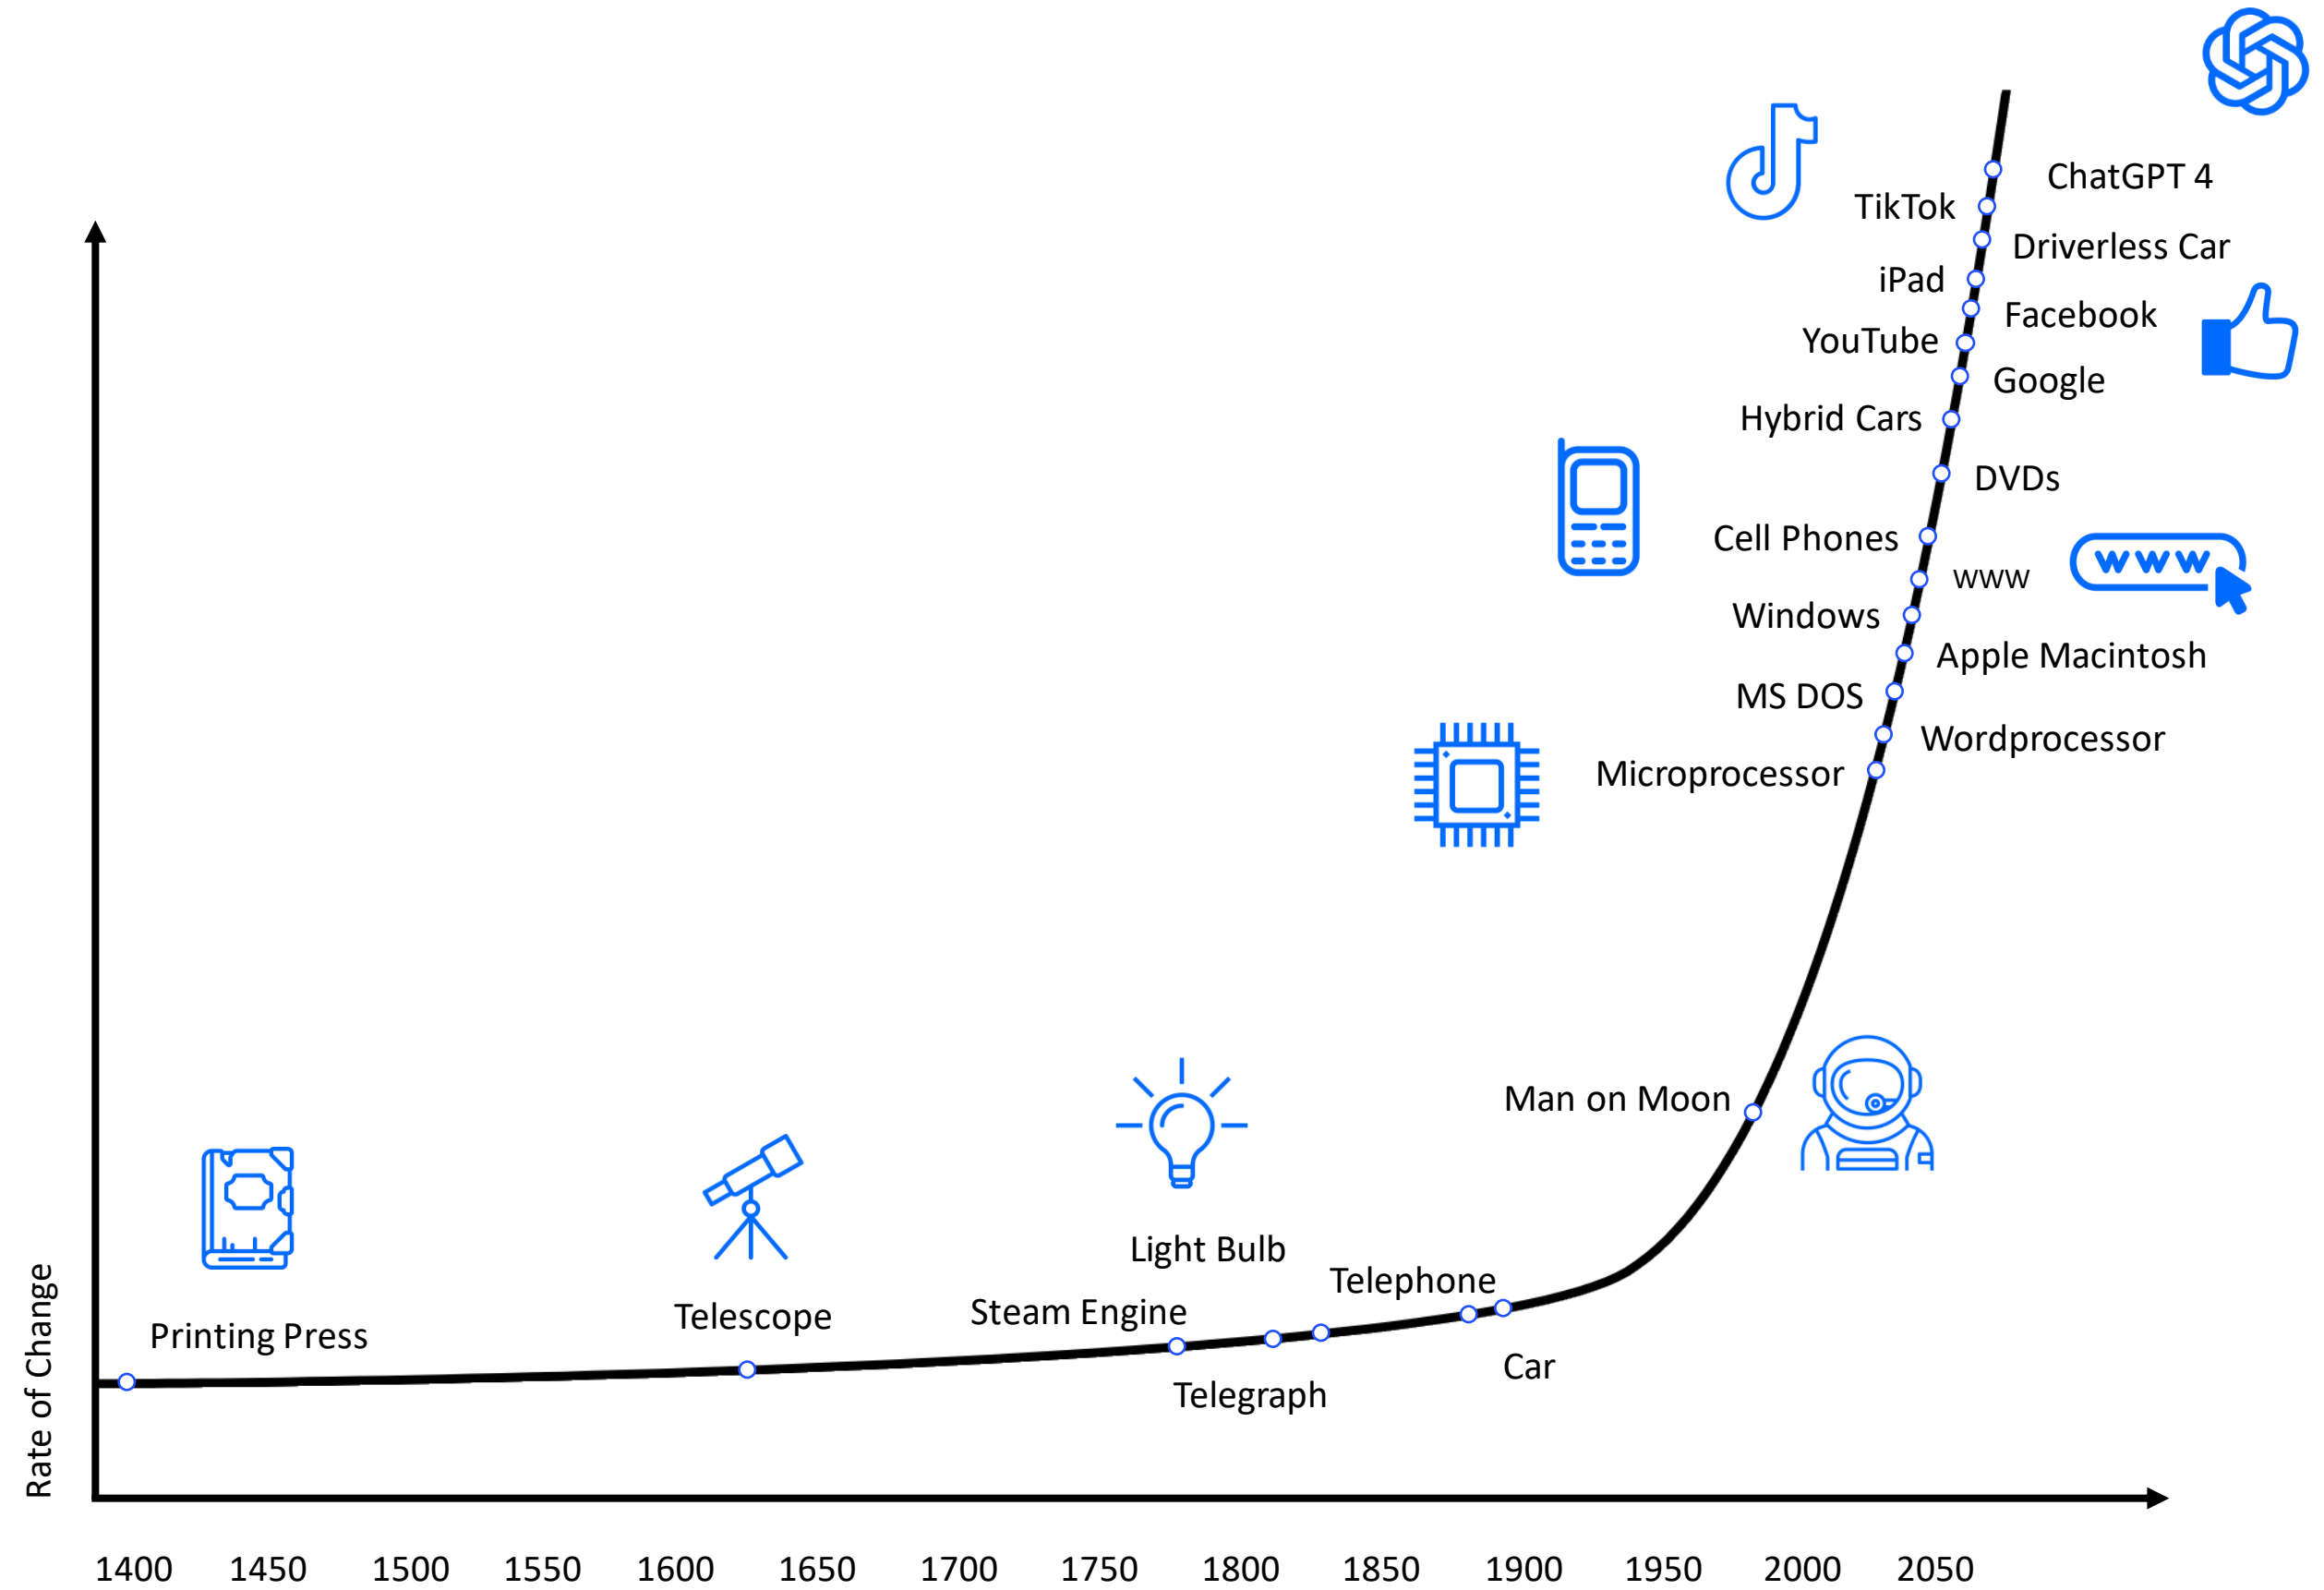 ChatGPT 4
TikTok
Driverless Car
iPad
Facebook
YouTube
Google
Hybrid Cars
DVDs
Cell Phones
WWW
www
Windows
Apple Macintosh
MS DOS
Wordprocessor
Microprocessor
Man on Moon
Light Bulb
Telephone
Steam Engine
Telescope
Printing Press
Car
Telegraph
Rate of Change
1400 1450 1500 1550 1600 1650 1700 1750 1800 1850 1900 1950 2000 2050